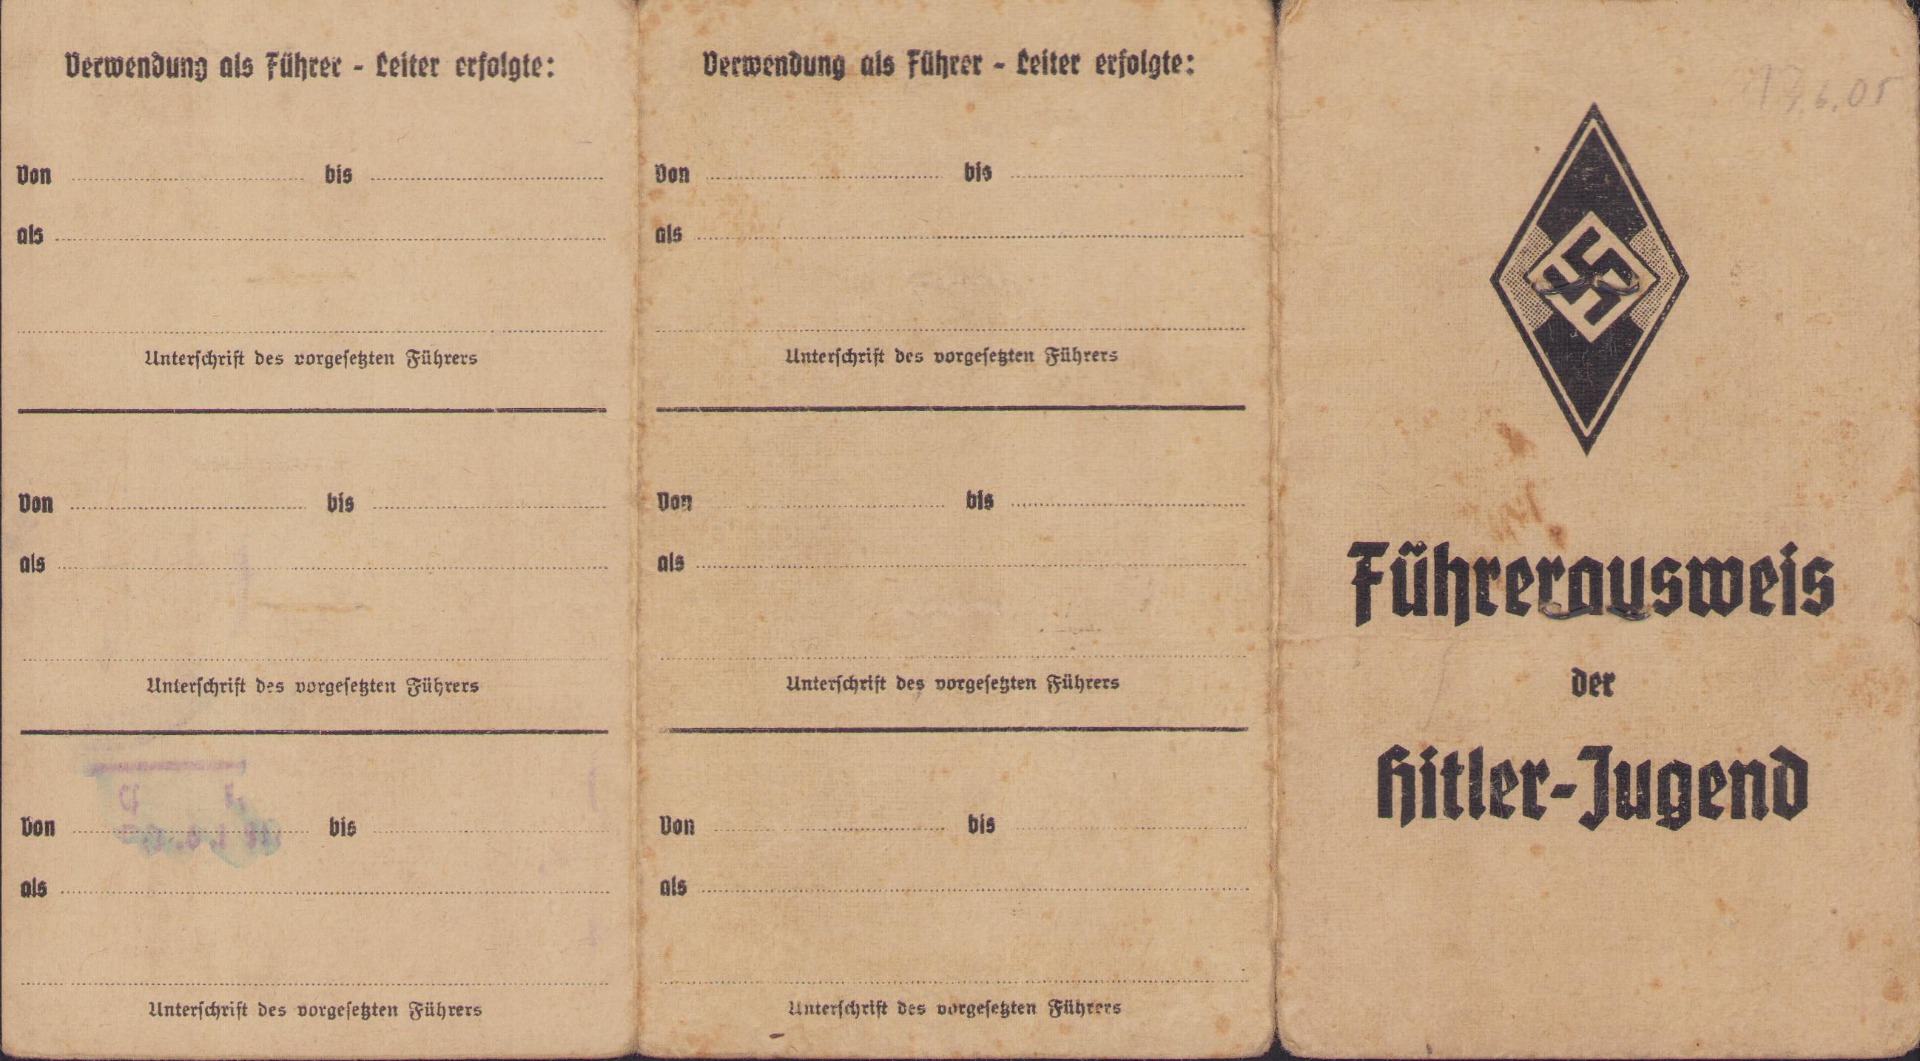 Verwendung als Führer - Leiter erfolgte:
Von bis
als
Unterschrift des vorgesetzten Führers
Von bis
als
Unterschrift des vorgesetzten Führers
Von bis
als
Unterschrift des vorgesetzten Führers
Verwendung als Führer - Leiter erfolgte:
Von bis
als
Unterschrift des vorgesetzten Führers
Von bis
als
Unterschrift des vorgesetzten Führers
Von bis
als
Unterschrift des vorgesetzten Führers
Führerausweis
der
Hitler-Jugend